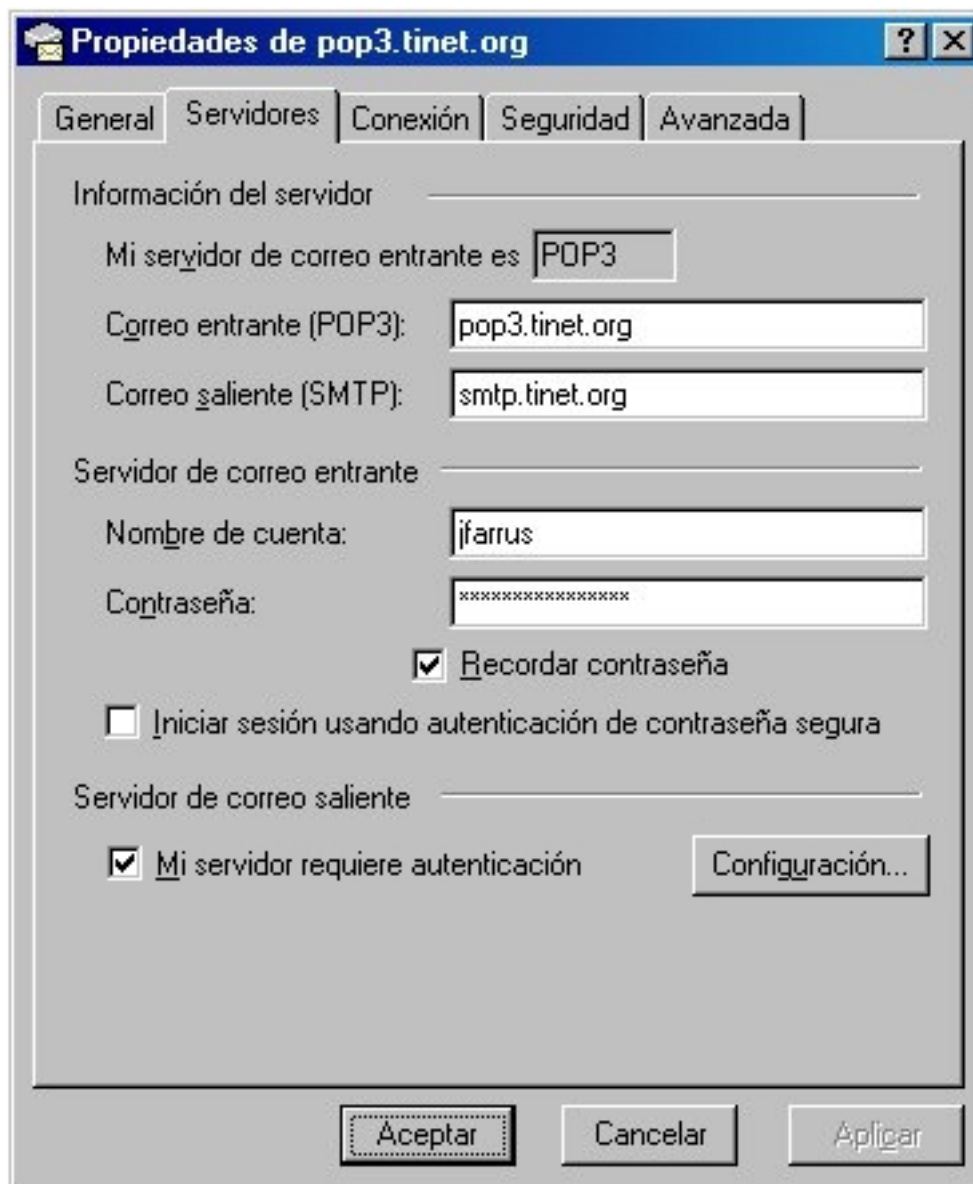 Propiedades de pop3.tinet.org
General Servidores Conexión Seguridad Avanzada
Información del servidor
Mi servidor de correo entrante es POP3
Correo entrante (POP3): pop3.tinet.org
Correo saliente (SMTP): smtp.tinet.org
Servidor de correo entrante
Nombre de cuenta: jfarrus
Contraseña: ****************
Recordar contraseña
Iniciar sesión usando autenticación de contraseña segura
Servidor de correo saliente
Mi servidor requiere autenticación Configuración...
Aceptar Cancelar Aplicar